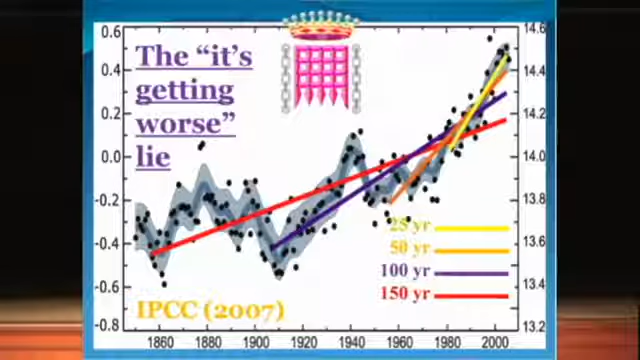 The “it’s
getting
worse”
lie
0.6
0.4
0.2
0.0
-0.2
-0.4
-0.6
-0.8
14.6
14.4
14.2
14.0
13.8
13.6
13.4
13.2
25 yr
50 yr
100 yr
150 yr
IPCC (2007)
1860 1880 1900 1920 1940 1960 1980 2000